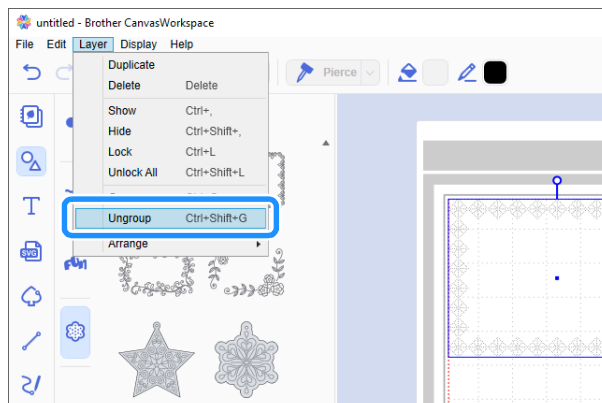 untitled - Brother CanvasWorkspace
File Edit Layer Display Help
Duplicate
Pierce
Delete Delete
Show Ctrl+,
Hide Ctrl+Shift+,
Lock Ctrl+L
Unlock All Ctrl+Shift+L
T
Ungroup Ctrl+Shift+G
SVG
Arrange
FUN